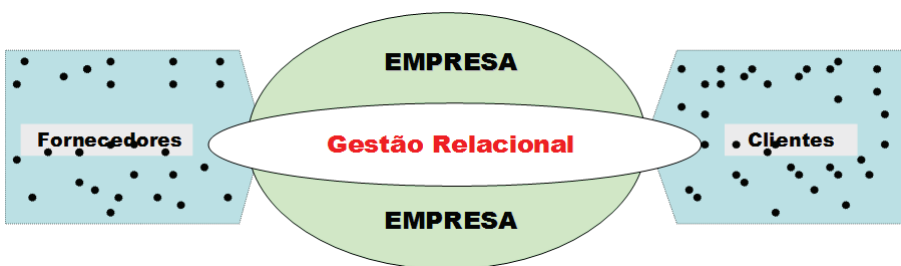 EMPRESA
Fornecedores
Gestão Relacional
Clientes
EMPRESA